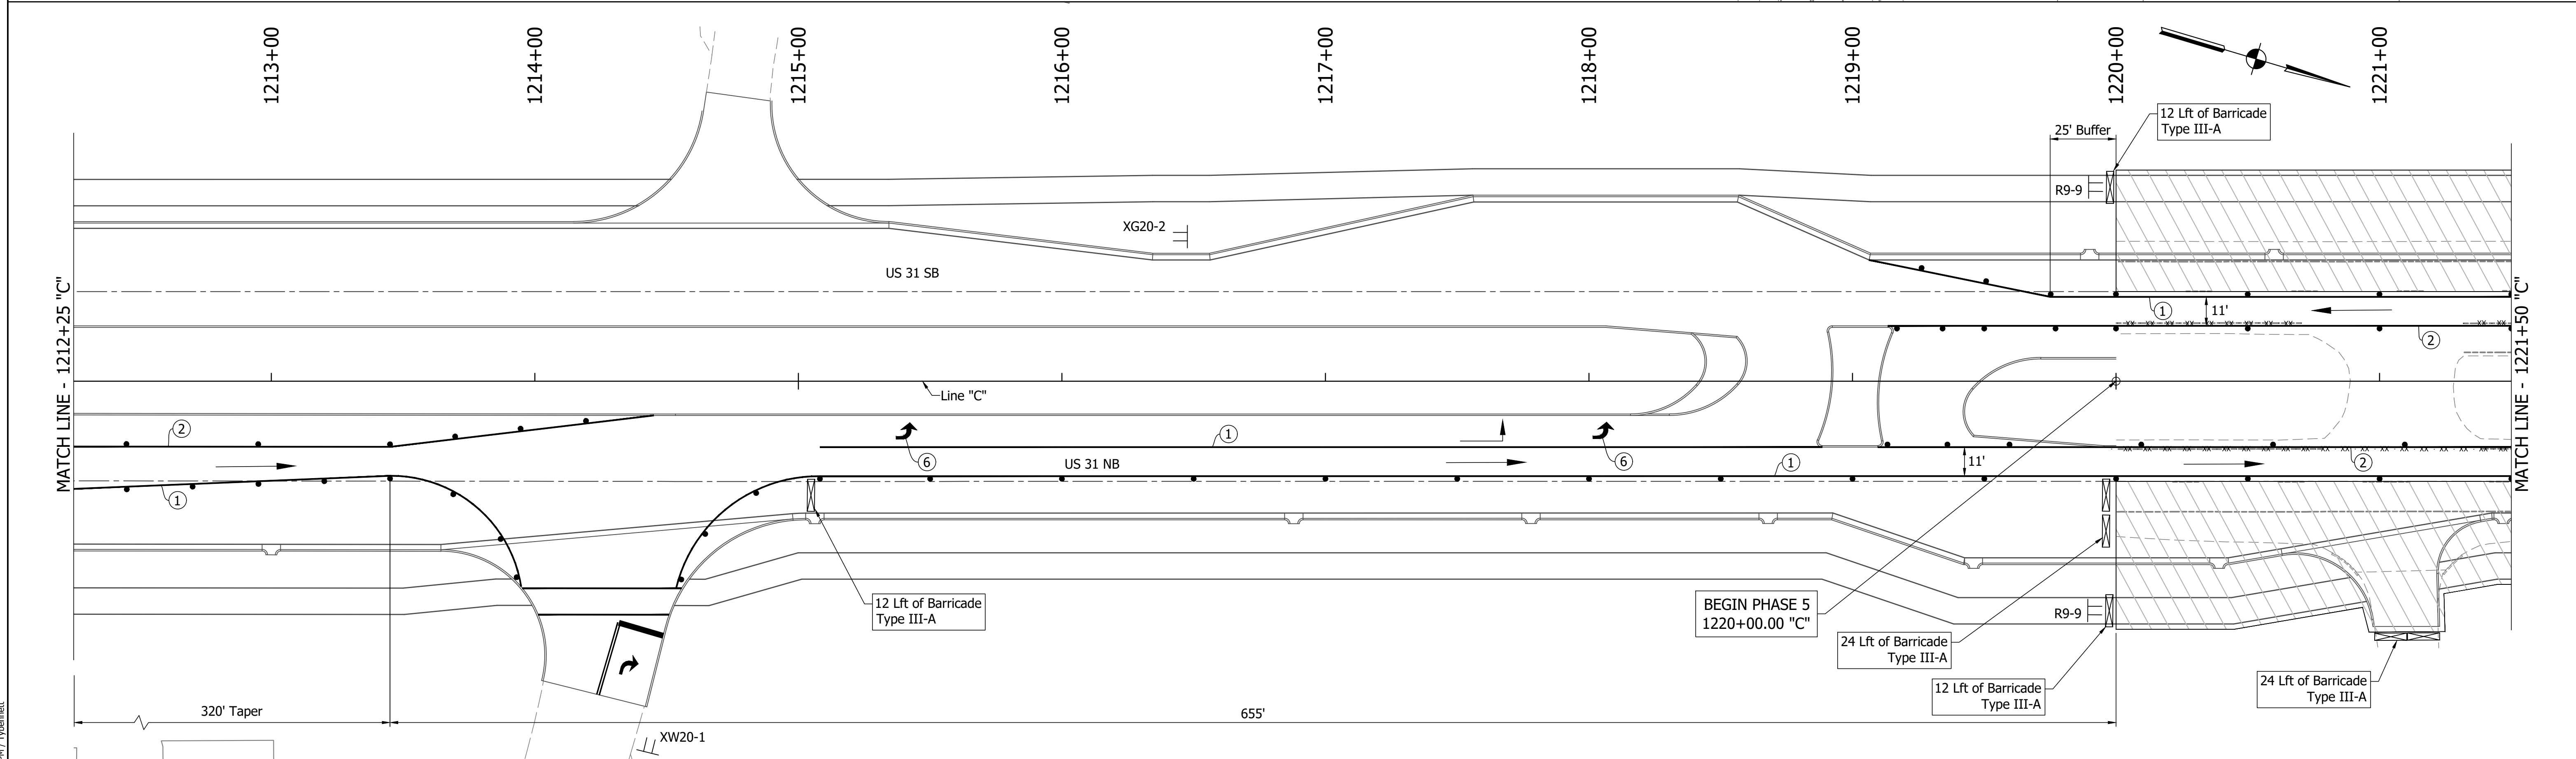 1213+00
1214+00
1215+00
1216+00
1217+00
1218+00
1219+00
1220+00
1221+00
12 Lft of Barricade
Type III-A
25' Buffer
R9-9
XG20-2
US 31 SB
MATCH LINE - 1212+25 "C"
MATCH LINE - 1221+50 "C"
1
11'
2
Line "C"
2
1
6
US 31 NB
6
1
11'
2
1
12 Lft of Barricade
Type III-A
BEGIN PHASE 5
1220+00.00 "C"
R9-9
24 Lft of Barricade
Type III-A
12 Lft of Barricade
Type III-A
24 Lft of Barricade
Type III-A
320' Taper
655'
XW20-1